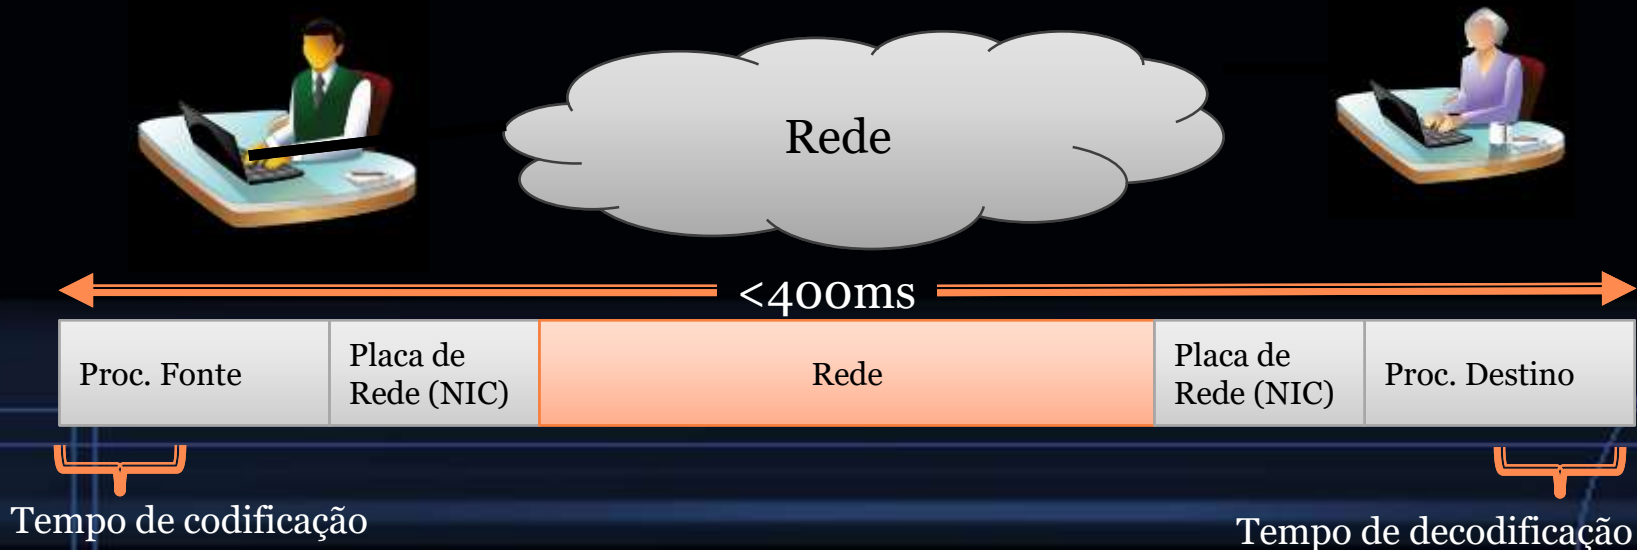 Rede
<400ms
Proc. Fonte
Placa de
Rede (NIC)
Rede
Placa de
Rede (NIC)
Proc. Destino
Tempo de codificação
Tempo de decodificação